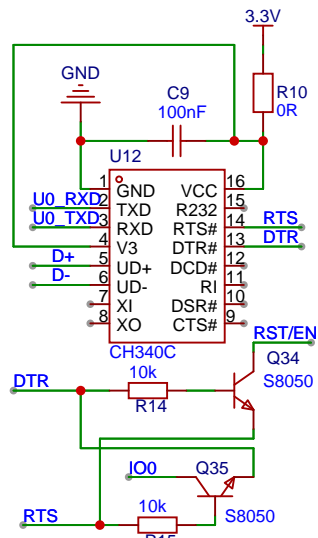 3.3V
GND
C9
100nF
R10
0R
U12
1 GND VCC 16
U0_RXD 2 TXD R232 15
U0_TXD 3 RXD RTS# 14 RTS
4 V3 DTR# 13 DTR
D+ 5 UD+ DCD# 12
D- 6 UD- RI 11
7 XI DSR# 10
8 XO CTS# 9
CH340C
RST/EN
Q34
DTR
10k
S8050
R14
IO0
Q35
RTS
10k
S8050
R15